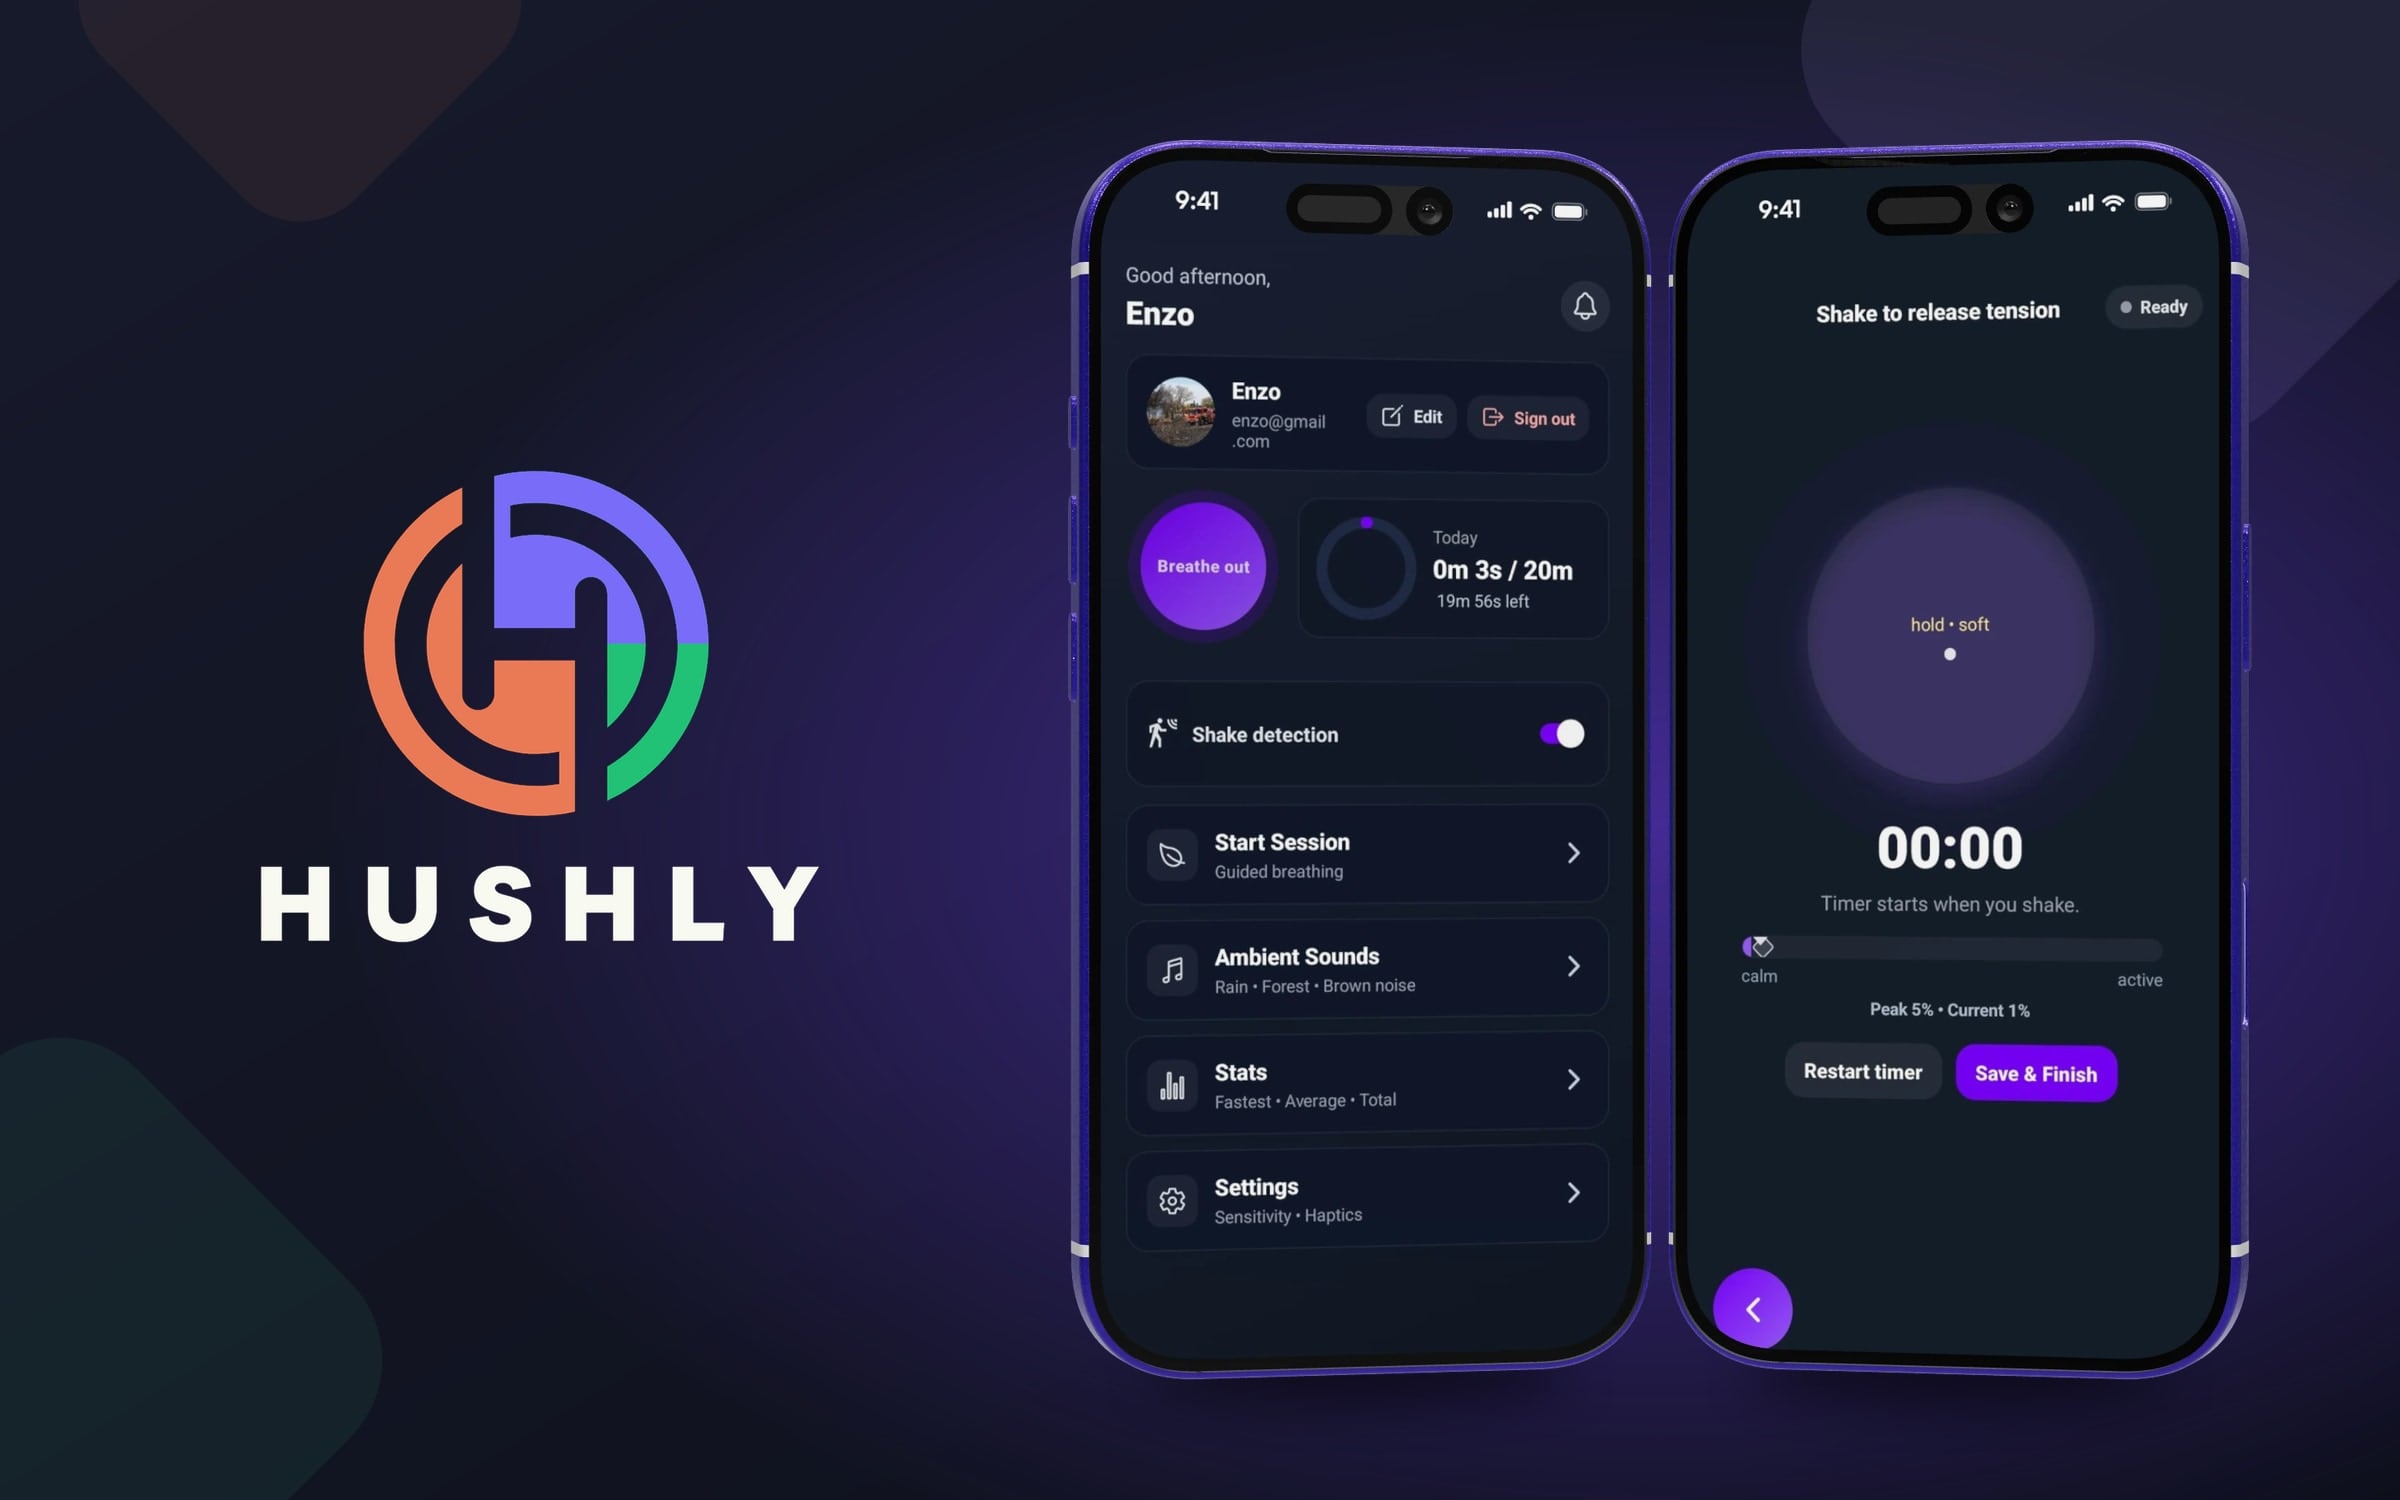 HUSHLY
9:41
Good afternoon,
Enzo
Enzo
enzo@gmail
.com
Edit
Sign out
Breathe out
Today
0m 3s / 20m
19m 56s left
Shake detection
Start Session
Guided breathing
Ambient Sounds
Rain • Forest • Brown noise
Stats
Fastest • Average • Total
Settings
Sensitivity • Haptics
9:41
Shake to release tension
Ready
hold • soft
00:00
Timer starts when you shake.
calm
active
Peak 5% • Current 1%
Restart timer
Save & Finish